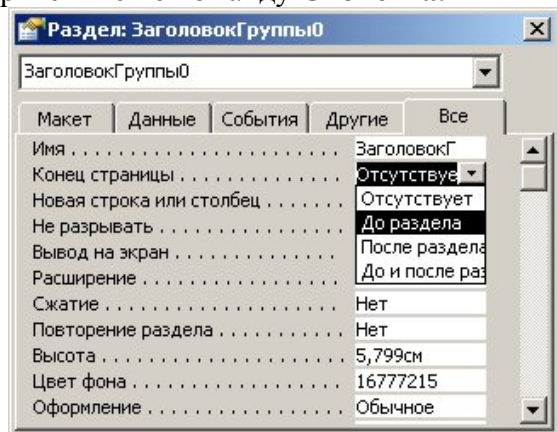 Раздел: ЗаголовокГруппы0
ЗаголовокГруппы0
Макет Данные События Другие Все
Имя ЗаголовокГ
Конец страницы Отсутствуе
Новая строка или столбец Отсутствует
Не разрывать До раздела
Вывод на экран После раздела
Расширение До и после раз
Сжатие Нет
Повторение раздела Нет
Высота 5,799см
Цвет фона 16777215
Оформление Обычное